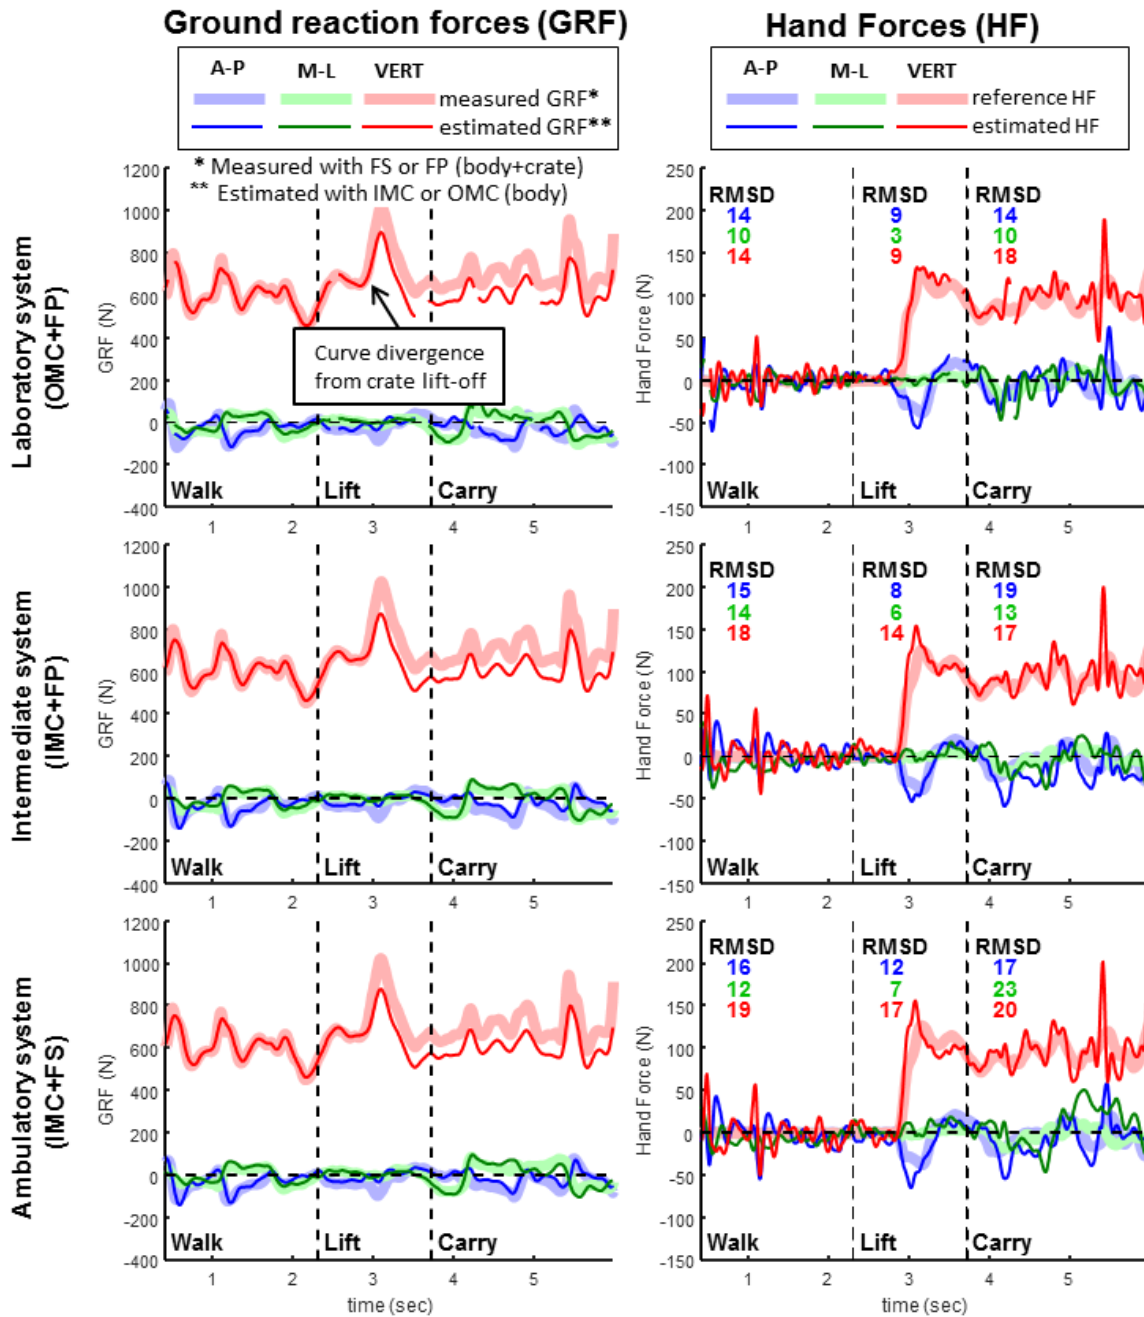 Ground reaction forces (GRF)
A-P M-L VERT
measured GRF*
estimated GRF**
* Measured with FS or FP (body+crate)
** Estimated with IMC or OMC (body)
Hand Forces (HF)
A-P M-L VERT
reference HF
estimated HF
Laboratory system
(OMC+FP)
GRF (N)
1200
1000
800
600
400
200
0
-200
-400
Curve divergence
from crate lift-off
Walk Lift Carry
1 2 3 4 5
Hand Force (N)
250
200
150
100
50
0
-50
-100
-150
RMSD RMSD RMSD
14 9 14
10 3 10
14 9 18
Walk Lift Carry
1 2 3 4 5
Intermediate system
(IMC+FP)
GRF (N)
1200
1000
800
600
400
200
0
-200
-400
Walk Lift Carry
1 2 3 4 5
Hand Force (N)
250
200
150
100
50
0
-50
-100
-150
RMSD RMSD RMSD
15 8 19
14 6 13
18 14 17
Walk Lift Carry
1 2 3 4 5
Ambulatory system
(IMC+FS)
GRF (N)
1200
1000
800
600
400
200
0
-200
-400
Walk Lift Carry
1 2 3 4 5
time (sec)
Hand Force (N)
250
200
150
100
50
0
-50
-100
-150
RMSD RMSD RMSD
16 12 17
12 7 23
19 17 20
Walk Lift Carry
1 2 3 4 5
time (sec)